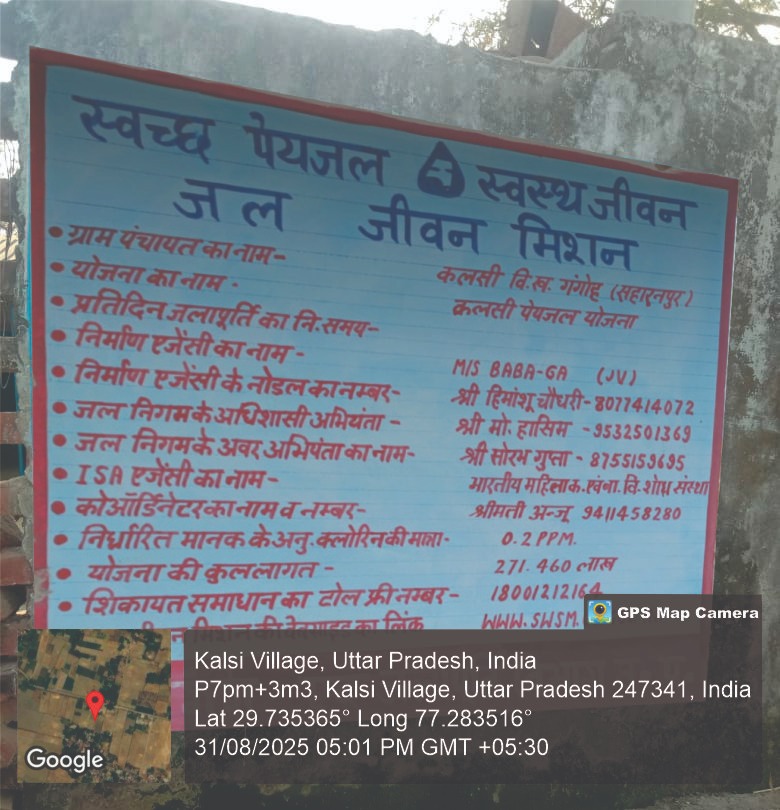 स्वच्छ पेयजल स्वस्थ जीवन
जल जीवन मिशन
• ग्राम पंचायत का नाम- कलसी वि.ख. गंगोह (सहारनपुर)
• योजना का नाम - कलसी पेयजल योजना
• प्रतिदिन जलापूर्ति का नि.समय-
• निर्माण एजेंसी का नाम - M/S BABA-GA (JV)
• निर्माण एजेंसी के नोडल का नम्बर- श्री हिमांशू चौधरी- 8077414072
• जल निगम के अधिशासी अभियंता - श्री मो. हासिम - 9532501369
• जल निगम के अवर अभियंता का नाम- श्री सोरभ गुप्ता - 8755159695
• ISA एजेंसी का नाम- भारतीय महिला क. एंव ना. वि. शोध संस्था
• कोऑर्डिनेटर का नाम व नम्बर- श्रीमती अन्जू 9411458280
• निर्धारित मानक के अनु. क्लोरिन की मात्रा- 0.2 PPM.
• योजना की कुल लागत - 271.460 लाख
• शिकायत समाधान का टोल फ्री नम्बर- 18001212164
मिशन की वेबसाइट का लिंक WWW.SWSM.
GPS Map Camera
Kalsi Village, Uttar Pradesh, India
P7pm+3m3, Kalsi Village, Uttar Pradesh 247341, India
Lat 29.735365° Long 77.283516°
31/08/2025 05:01 PM GMT +05:30
Google